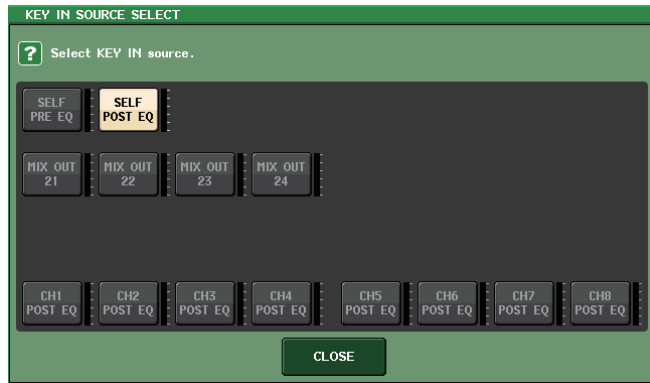 KEY IN SOURCE SELECT
? Select KEY IN source.
SELF PRE EQ
SELF POST EQ
MIX OUT 21
MIX OUT 22
MIX OUT 23
MIX OUT 24
CH1 POST EQ
CH2 POST EQ
CH3 POST EQ
CH4 POST EQ
CH5 POST EQ
CH6 POST EQ
CH7 POST EQ
CH8 POST EQ
CLOSE